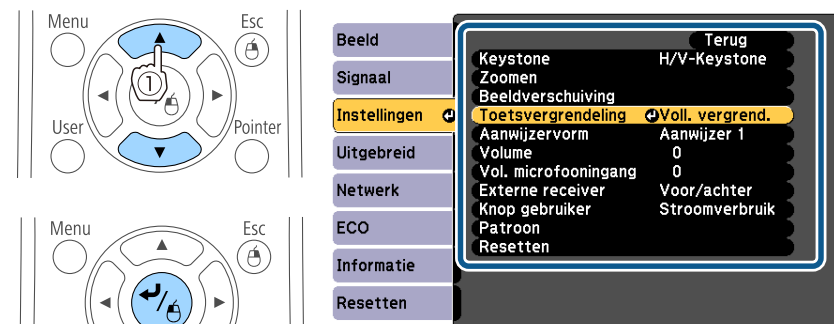 Menu
Esc
①
User
Pointer
Menu
Esc
Beeld
Signaal
Instellingen
Uitgebreid
Netwerk
ECO
Informatie
Resetten
Terug
Keystone H/V-Keystone
Zoomen
Beeldverschuiving
Toetsvergrendeling Voll. vergrend.
Aanwijzervorm Aanwijzer 1
Volume 0
Vol. microfooningang 0
Externe receiver Voor/achter
Knop gebruiker Stroomverbruik
Patroon
Resetten